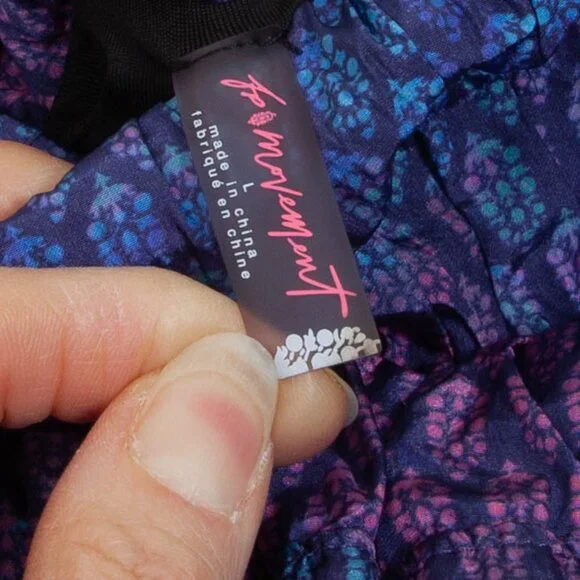 fp movement
L
made in china
fabriqué en chine